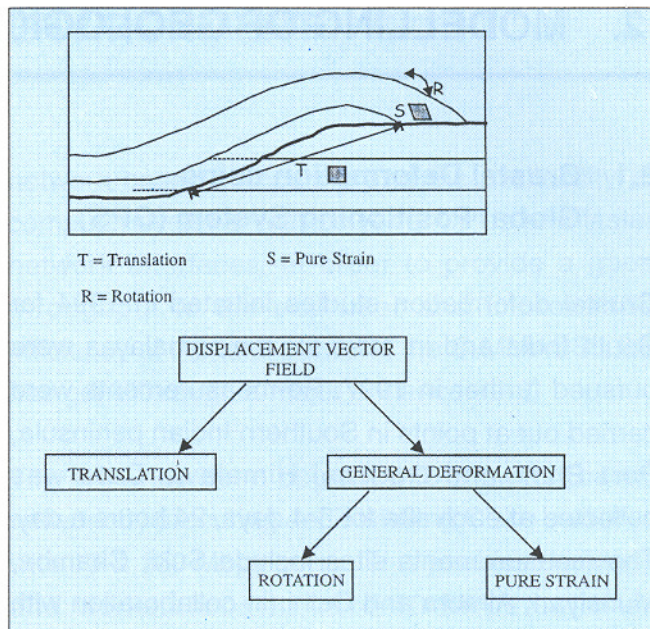 R
S
T
T = Translation S = Pure Strain
R = Rotation
DISPLACEMENT VECTOR
FIELD
TRANSLATION
GENERAL DEFORMATION
ROTATION
PURE STRAIN